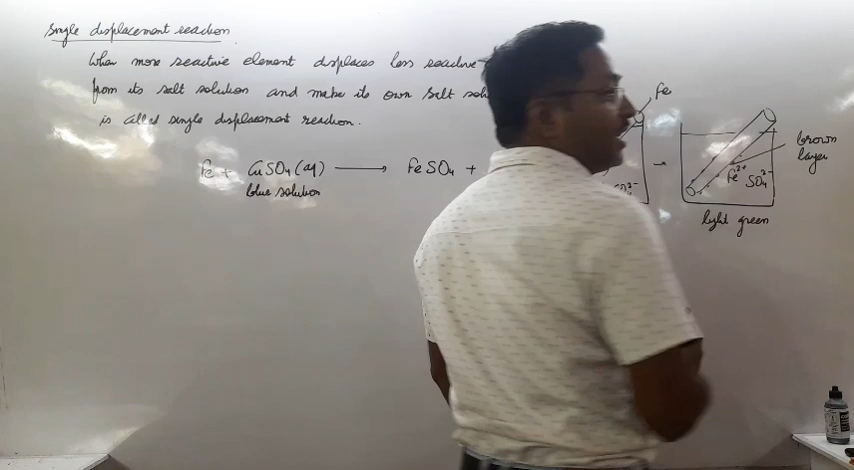 Single displacement reaction
When more reactive element displaces less reactive
from its salt solution and make its own salt
is called single displacement reaction.
Fe + CuSO₄(aq) ⟶ FeSO₄ +
blue solution
Fe
brown
layer
Fe²⁺ SO₄²⁻
light green